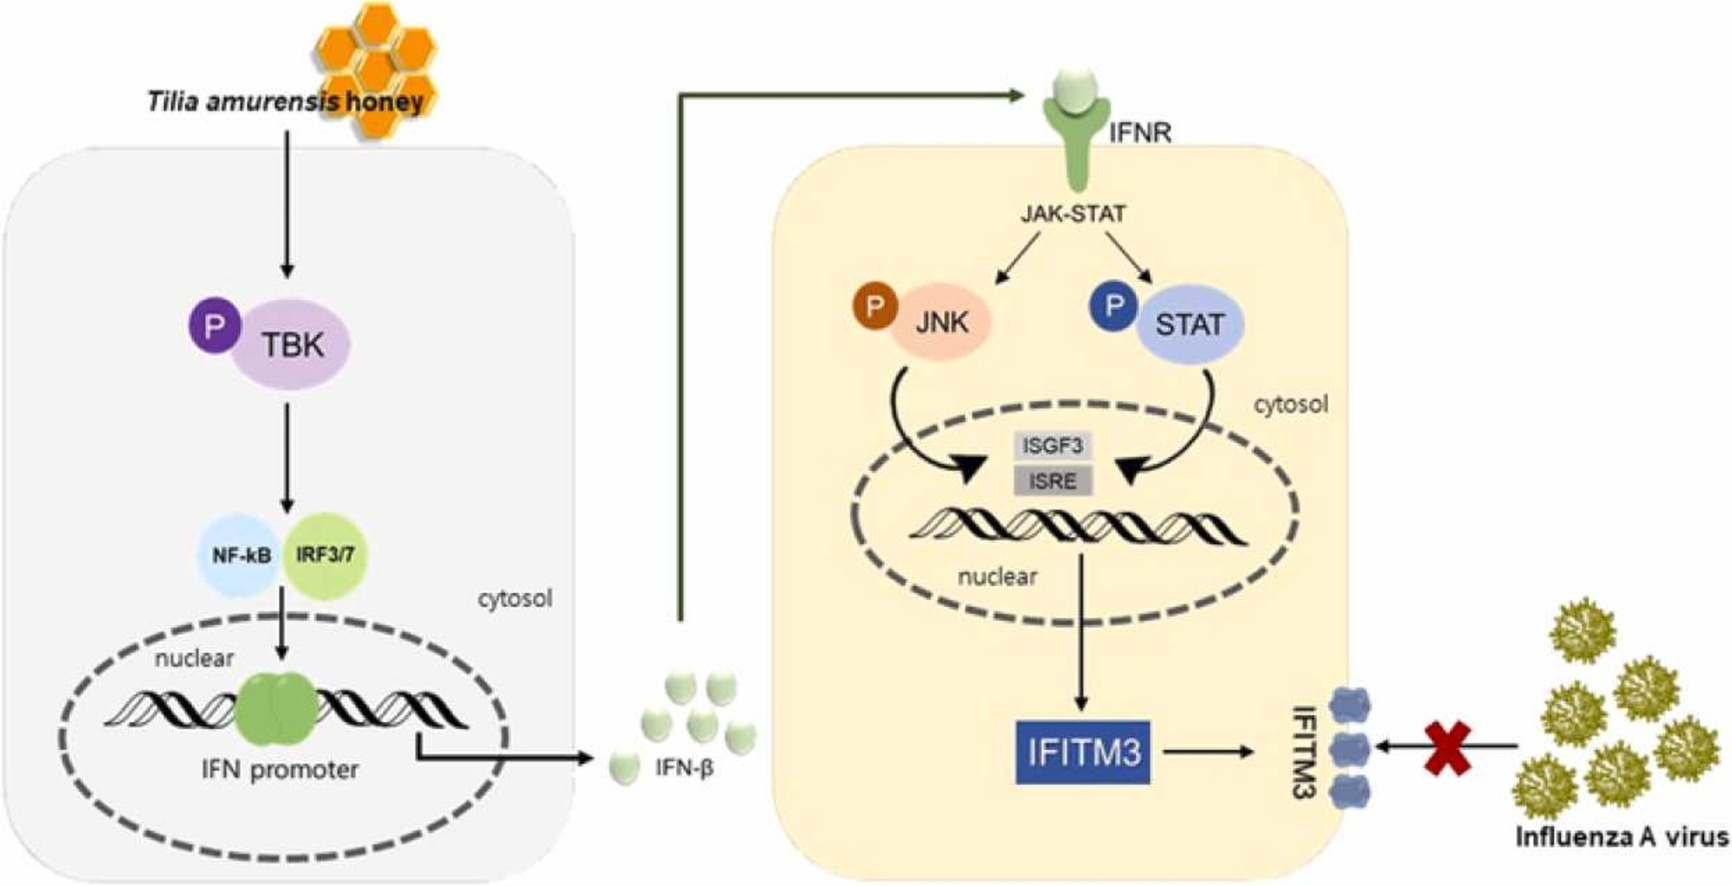 Tilia amurensis honey
P
TBK
NF-kB
IRF3/7
cytosol
nuclear
IFN promoter
IFN-β
IFNR
JAK-STAT
P
JNK
P
STAT
cytosol
ISGF3
ISRE
nuclear
IFITM3
IFITM3
Influenza A virus